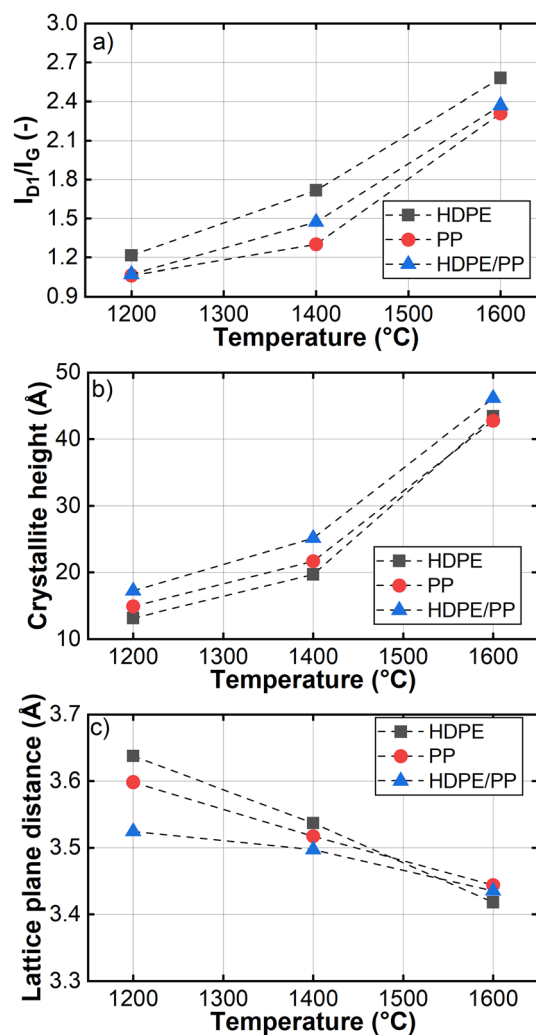 a)
3.0
2.7
2.4
2.1
1.8
1.5
1.2
0.9
I_D1/I_G (-)
HDPE
PP
HDPE/PP
1200 1300 1400 1500 1600
Temperature (°C)
b)
50
40
30
20
10
Crystallite height (Å)
HDPE
PP
HDPE/PP
1200 1300 1400 1500 1600
Temperature (°C)
c)
3.7
3.6
3.5
3.4
3.3
Lattice plane distance (Å)
HDPE
PP
HDPE/PP
1200 1300 1400 1500 1600
Temperature (°C)